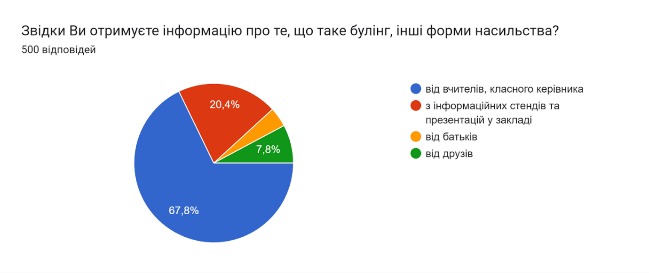 Звідки Ви отримуєте інформацію про те, що таке булінг, інші форми насильства?
500 відповідей
20,4%
7,8%
67,8%
від вчителів, класного керівника
з інформаційних стендів та
презентацій у закладі
від батьків
від друзів